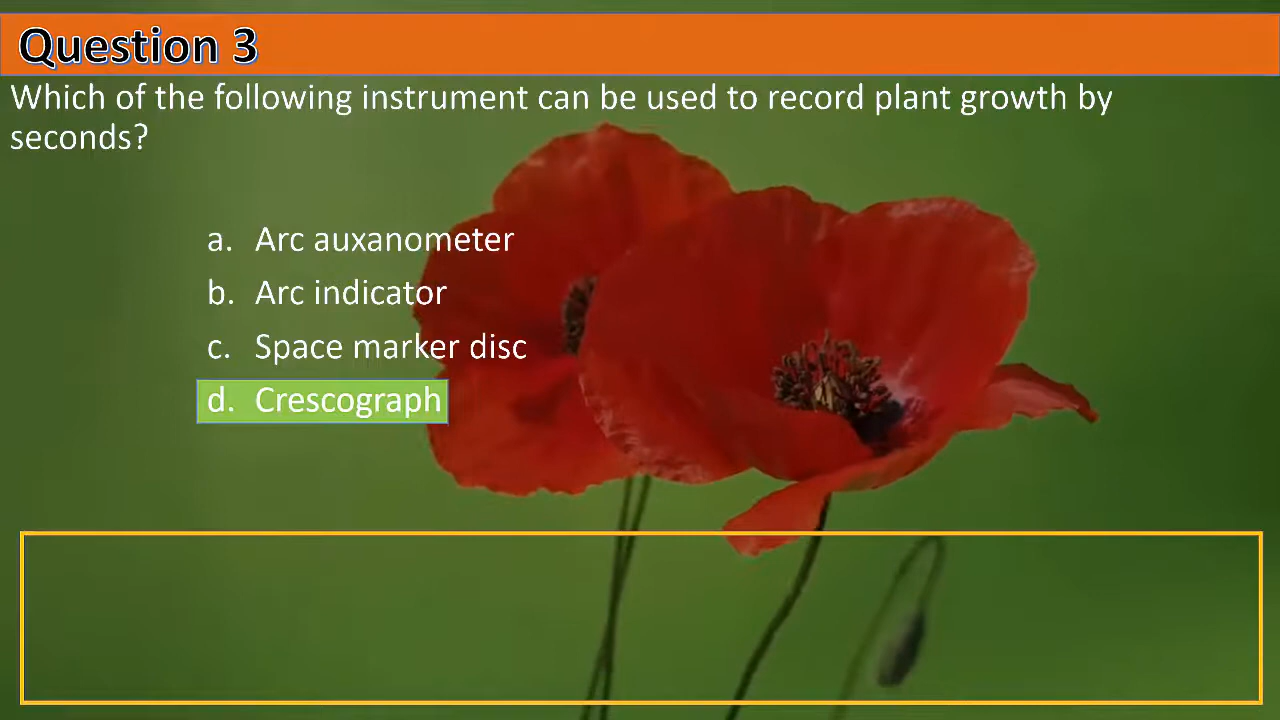 Question 3
Which of the following instrument can be used to record plant growth by
seconds?
a. Arc auxanometer
b. Arc indicator
c. Space marker disc
d. Crescograph